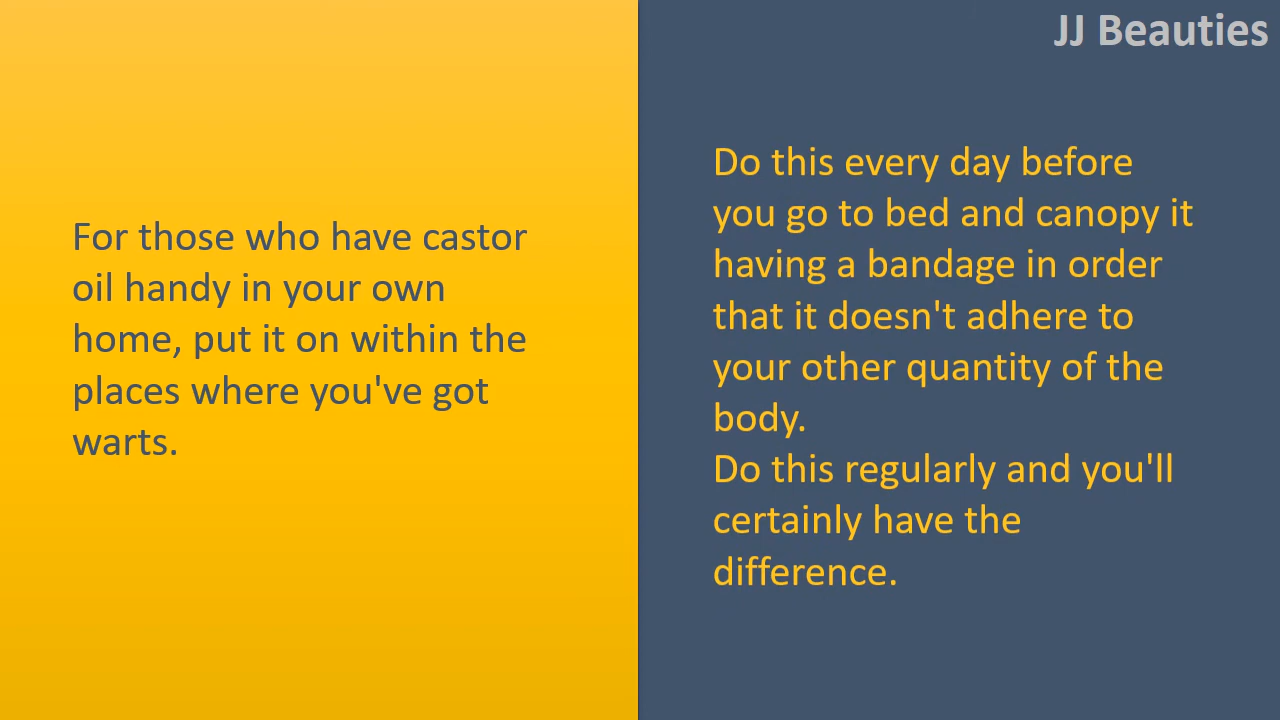 JJ Beauties
For those who have castor
oil handy in your own
home, put it on within the
places where you've got
warts.
Do this every day before
you go to bed and canopy it
having a bandage in order
that it doesn't adhere to
your other quantity of the
body.
Do this regularly and you'll
certainly have the
difference.